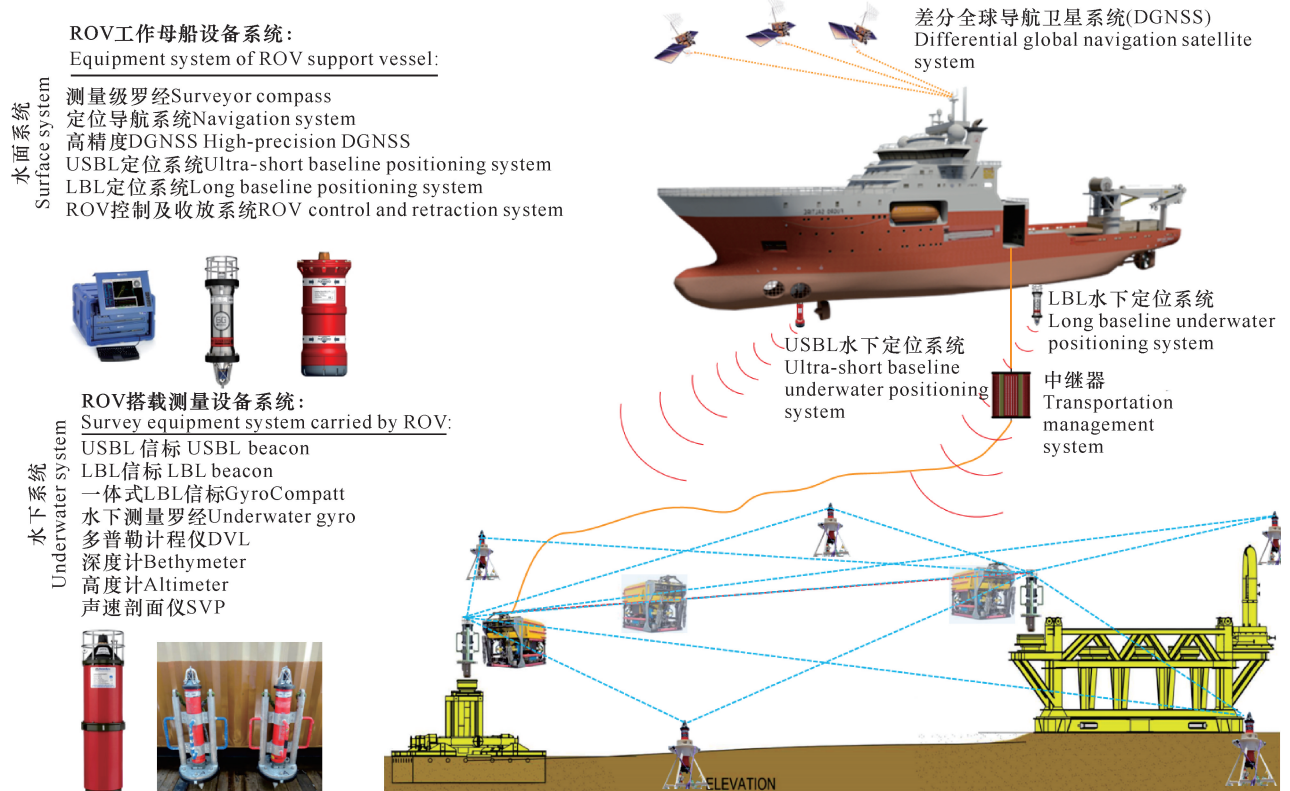 ROV工作母船设备系统：
Equipment system of ROV support vessel:
水面系统
Surface system
测量级罗经Surveyor compass
定位导航系统Navigation system
高精度DGNSS High-precision DGNSS
USBL定位系统Ultra-short baseline positioning system
LBL定位系统Long baseline positioning system
ROV控制及收放系统ROV control and retraction system
差分全球导航卫星系统(DGNSS)
Differential global navigation satellite
system
LBL水下定位系统
Long baseline underwater
positioning system
USBL水下定位系统
Ultra-short baseline
underwater positioning
system
中继器
Transportation
management
system
ROV搭载测量设备系统：
Survey equipment system carried by ROV:
水下系统
Underwater system
USBL 信标 USBL beacon
LBL信标 LBL beacon
一体式LBL信标GyroCompatt
水下测量罗经Underwater gyro
多普勒计程仪DVL
深度计Bethymeter
高度计Altimeter
声速剖面仪SVP
ELEVATION